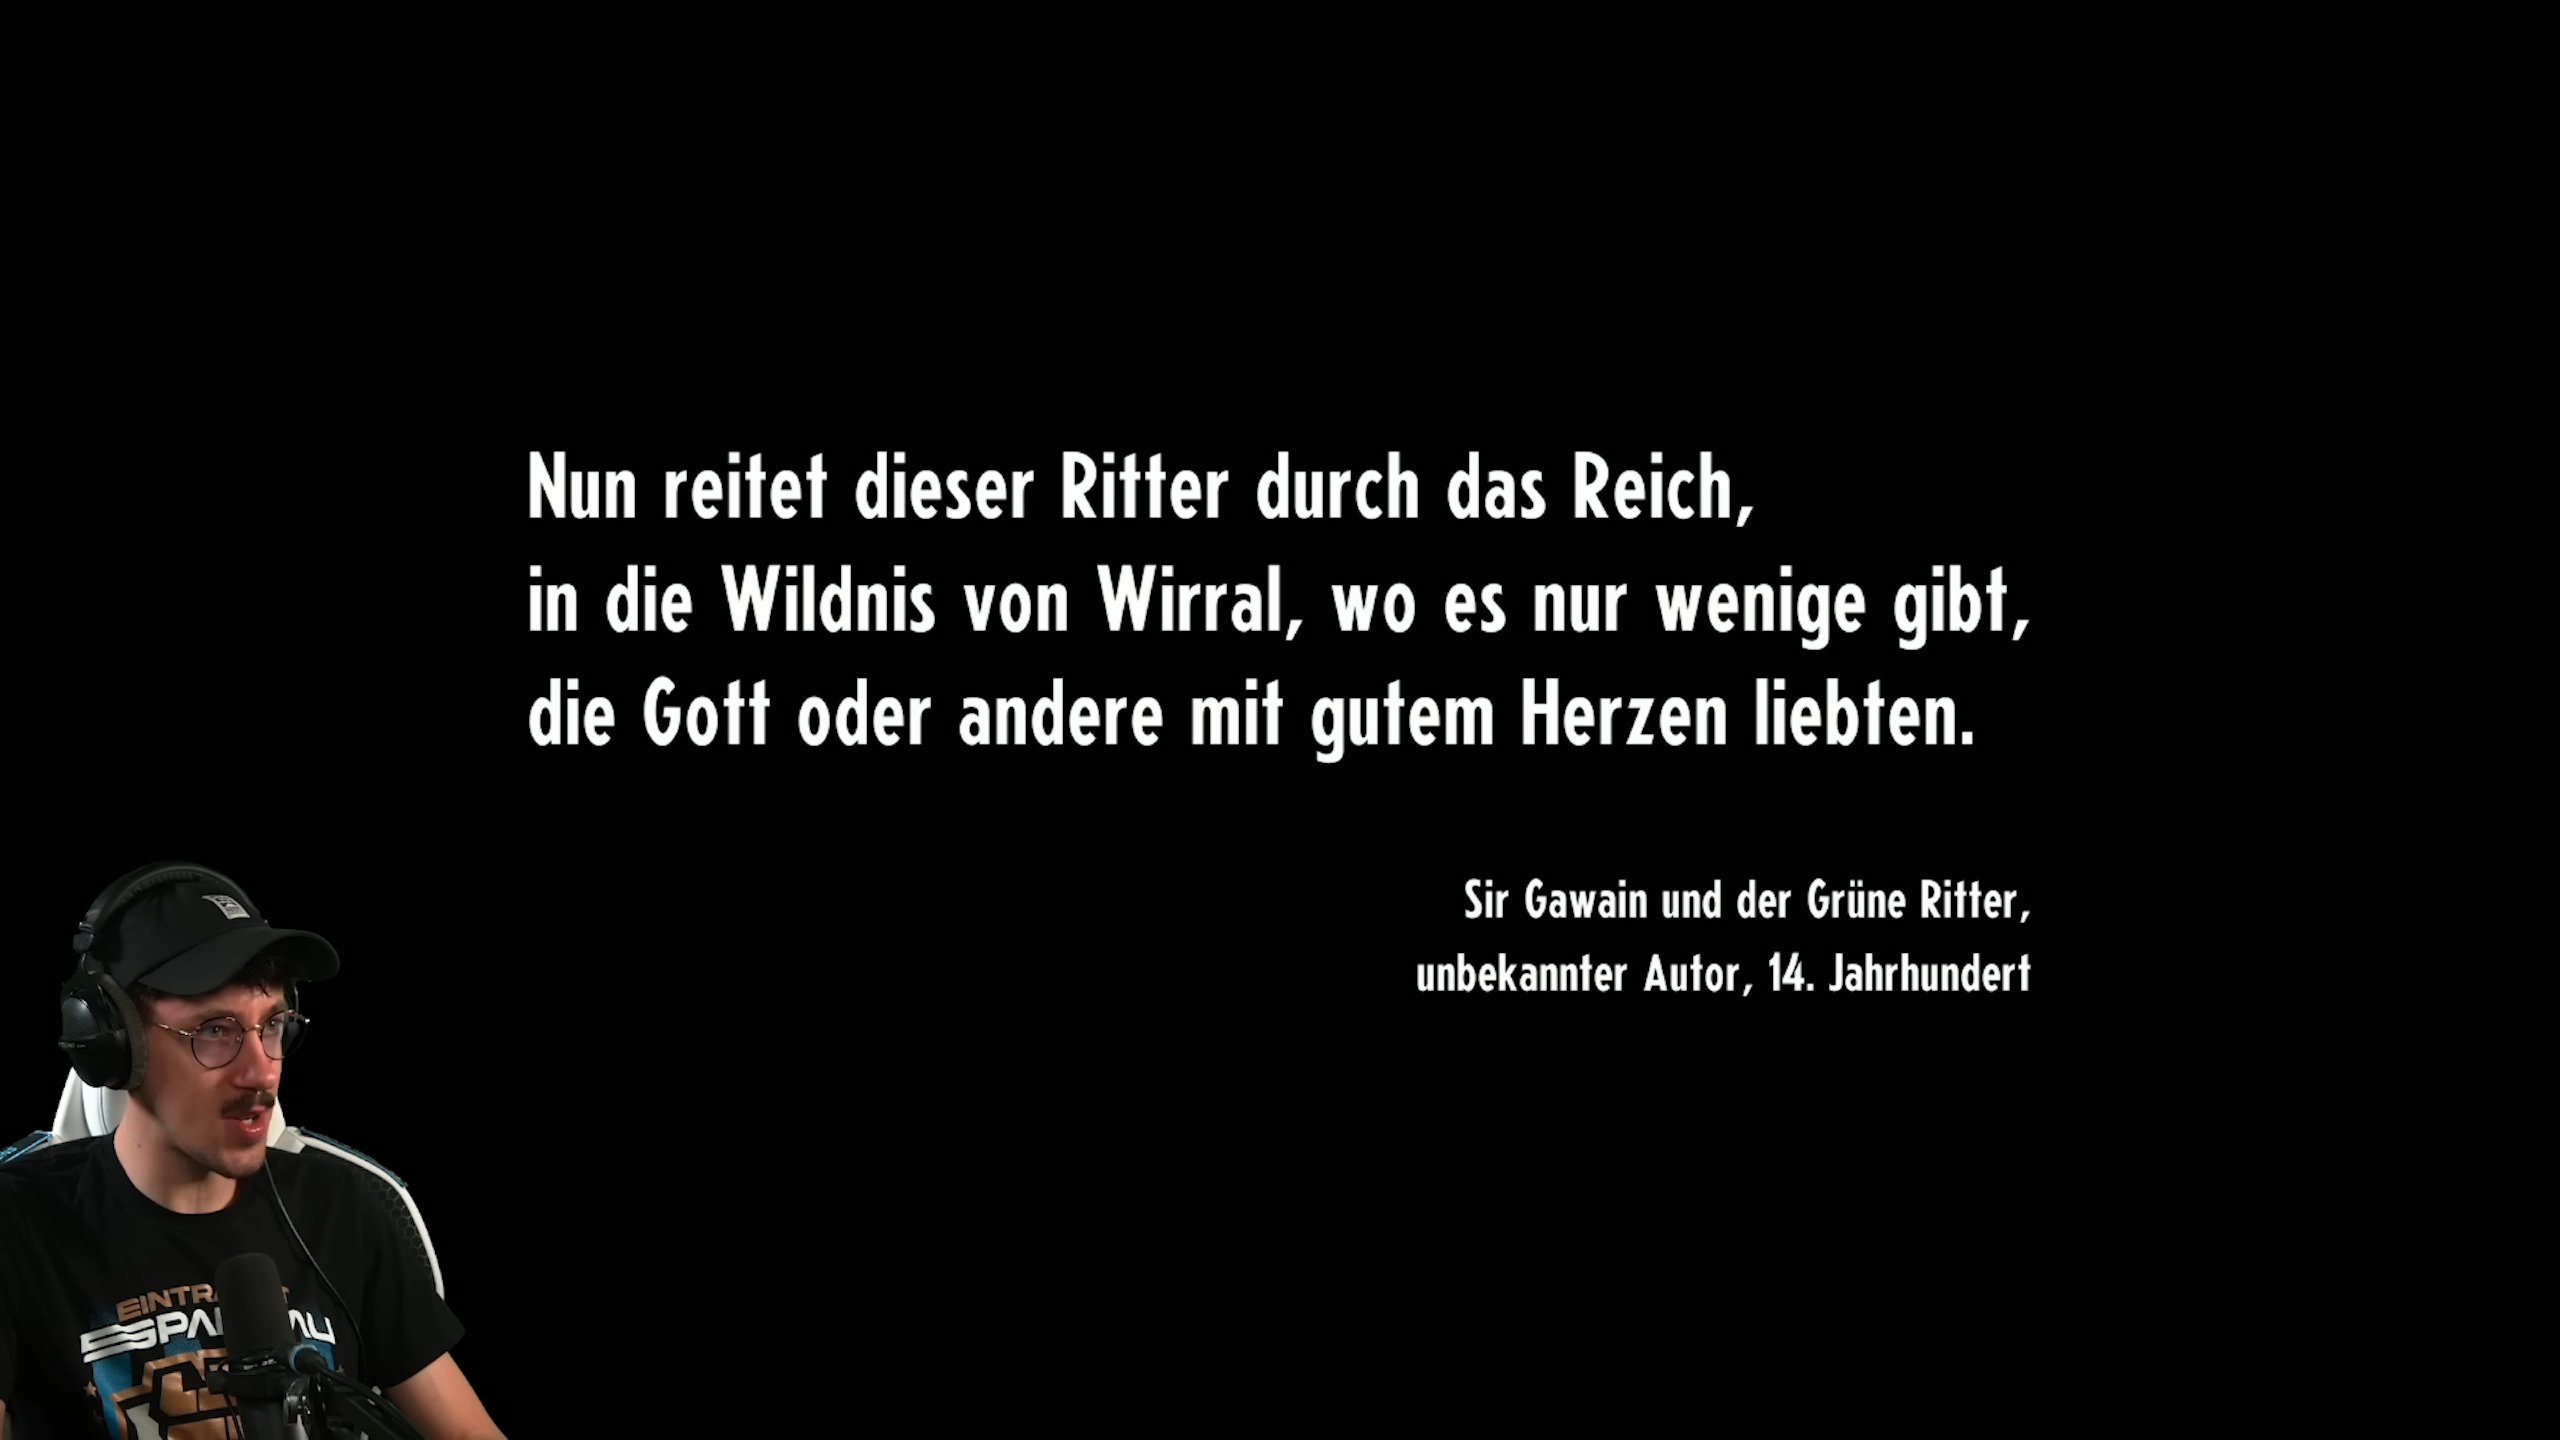 Nun reitet dieser Ritter durch das Reich,
in die Wildnis von Wirral, wo es nur wenige gibt,
die Gott oder andere mit gutem Herzen liebten.
Sir Gawain und der Grüne Ritter,
unbekannter Autor, 14. Jahrhundert